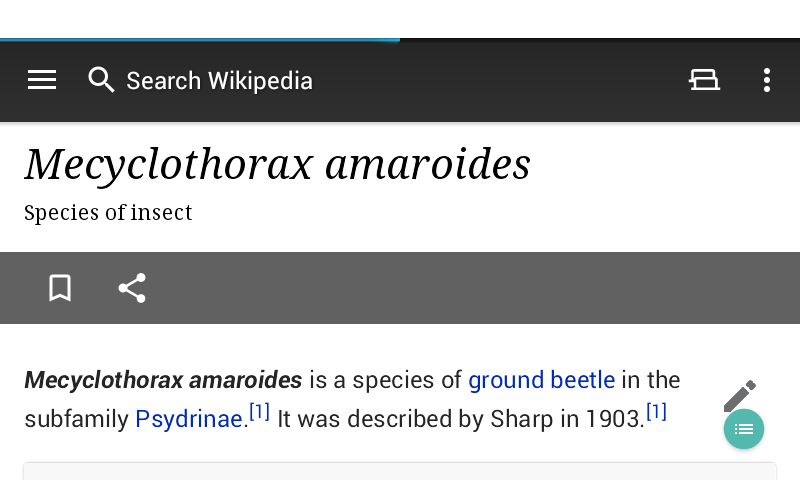 Search Wikipedia
Mecyclothorax amaroides
Species of insect
Mecyclothorax amaroides is a species of ground beetle in the
subfamily Psydrinae.[1] It was described by Sharp in 1903.[1]